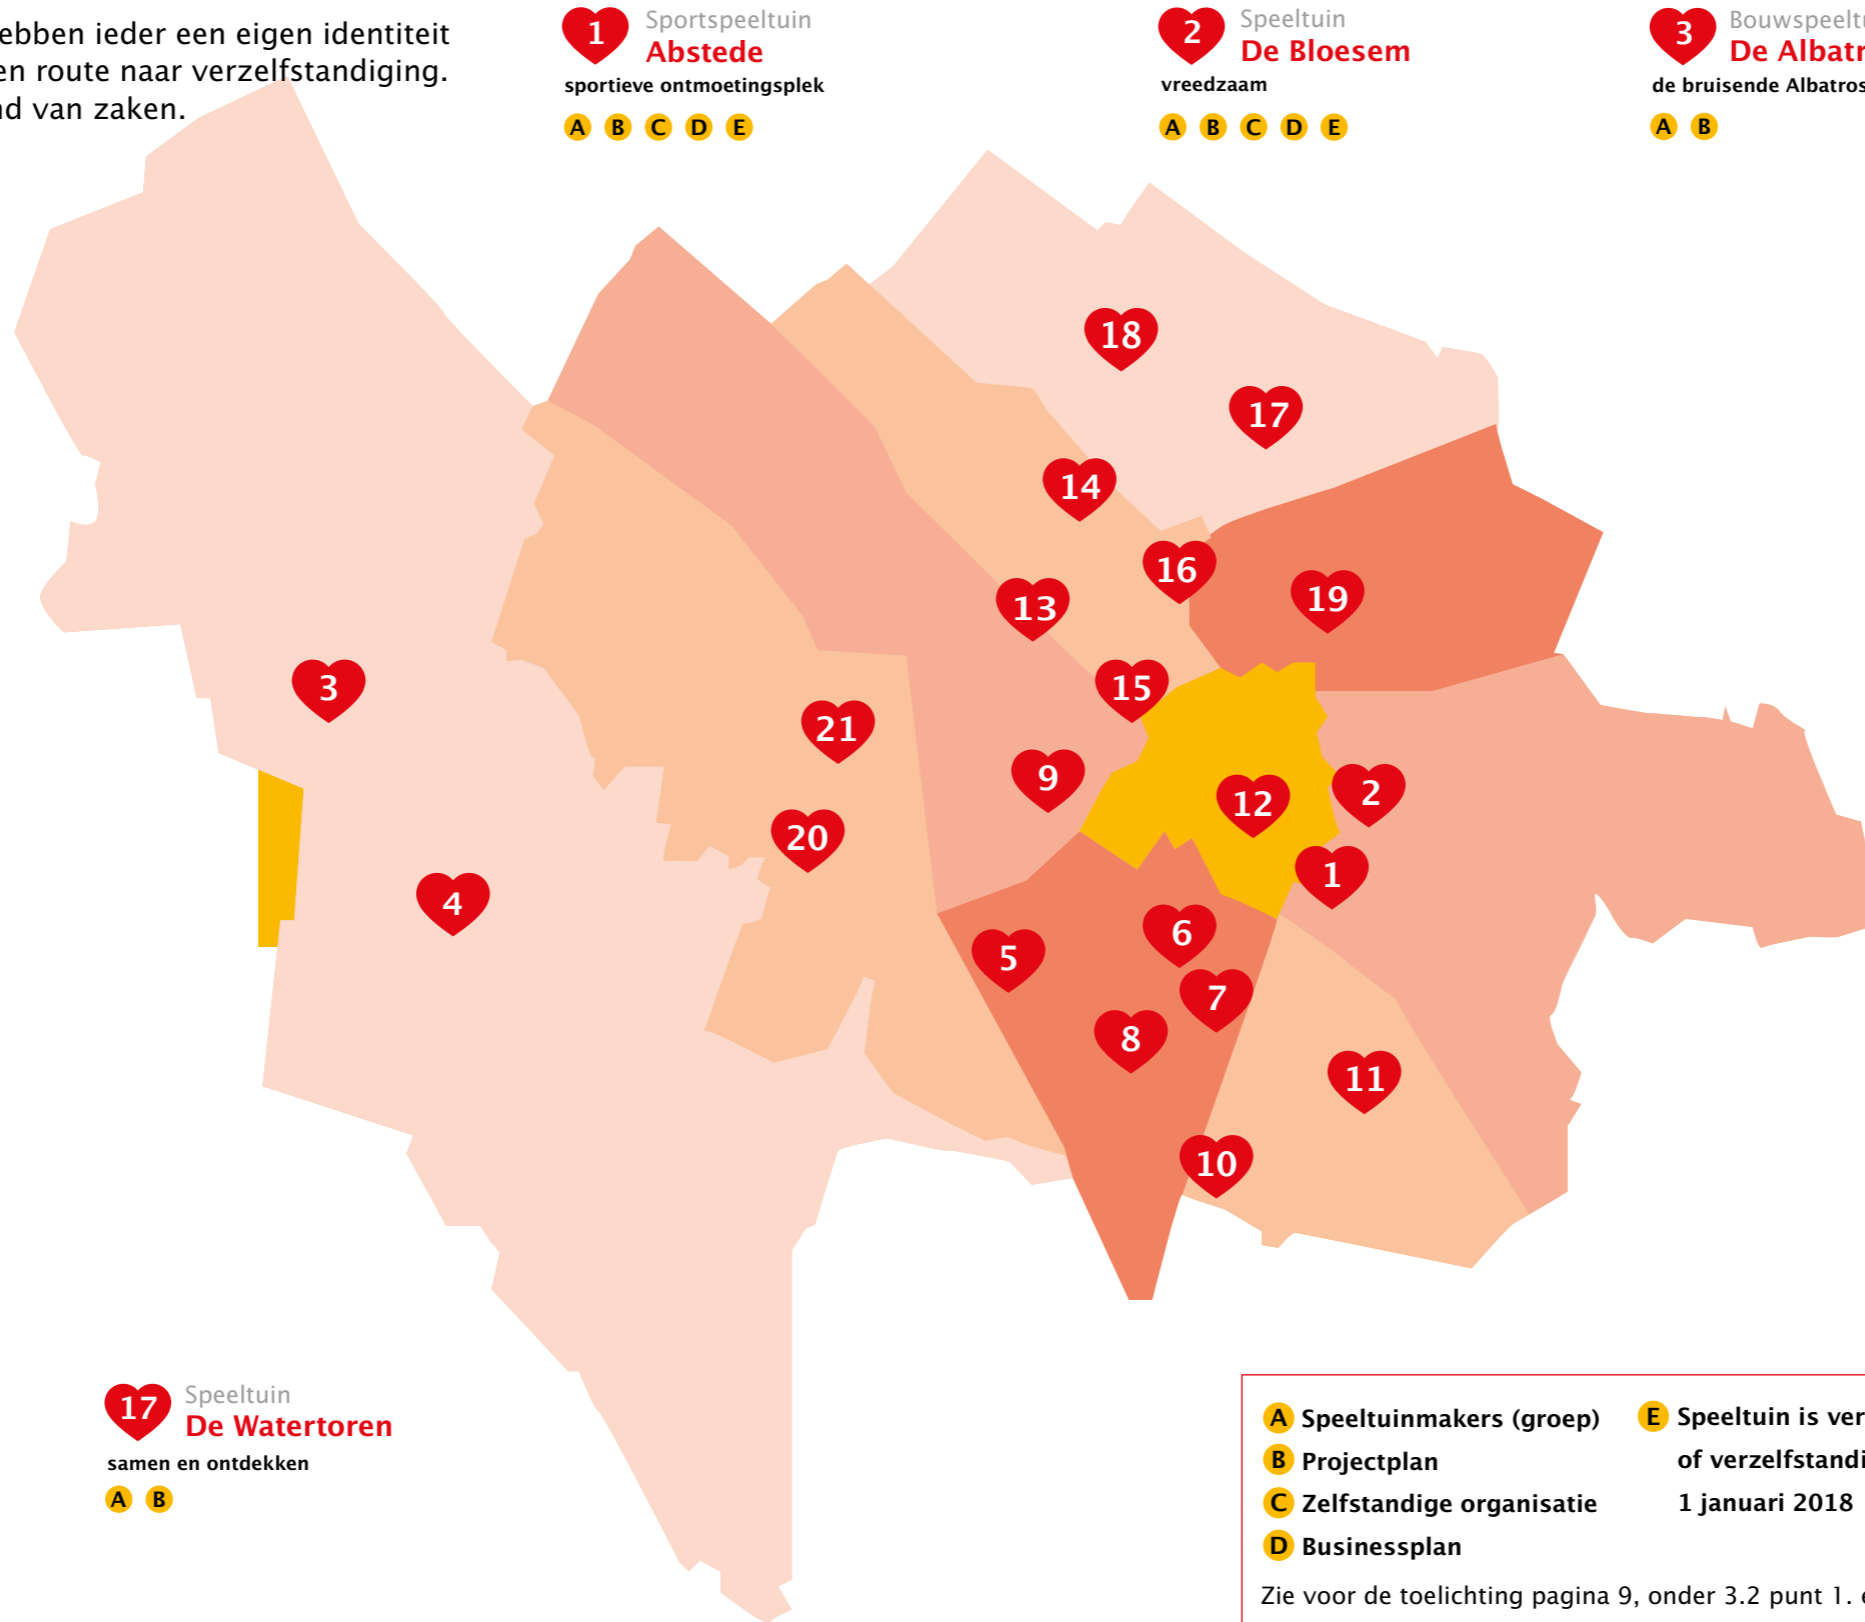 ebben ieder een eigen identiteit
en route naar verzelfstandiging.
nd van zaken.
1 Sportspeeltuin
Abstede
sportieve ontmoetingsplek
A B C D E
2 Speeltuin
De Bloesem
vreedzaam
A B C D E
3 Bouwspeeltu
De Albatr
de bruisende Albatros
A B
18
17
14
16
13
19
3
15
21
9
2
12
20
1
4
6
5
7
8
11
10
17 Speeltuin
De Watertoren
samen en ontdekken
A B
A Speeltuinmakers (groep)
B Projectplan
C Zelfstandige organisatie
D Businessplan
E Speeltuin is ver
of verzelfstandi
1 januari 2018
Zie voor de toelichting pagina 9, onder 3.2 punt 1. e